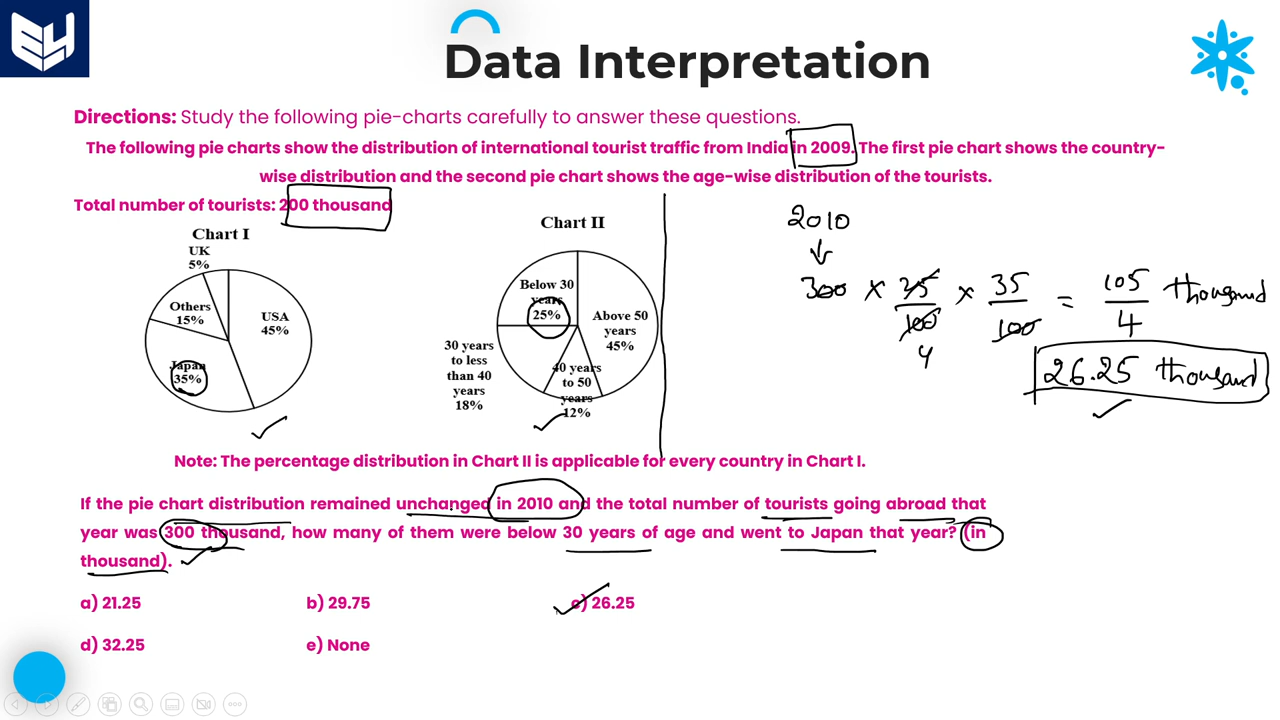 EU
Data Interpretation
Directions: Study the following pie-charts carefully to answer these questions.
The following pie charts show the distribution of international tourist traffic from India in 2009. The first pie chart shows the country-
wise distribution and the second pie chart shows the age-wise distribution of the tourists.
Total number of tourists: 200 thousand
Chart I
UK
5%
Others
15%
USA
45%
Japan
35%
Chart II
Below 30
years
25%
Above 50
years
45%
30 years
to less
than 40
years
18%
40 years
to 50
years
12%
2010
↓
300 × 25/100 × 35/100 = 105/4 thousand
4
26.25 thousand
Note: The percentage distribution in Chart II is applicable for every country in Chart I.
If the pie chart distribution remained unchanged in 2010 and the total number of tourists going abroad that
year was 300 thousand, how many of them were below 30 years of age and went to Japan that year? (in
thousand).
a) 21.25 b) 29.75 c) 26.25
d) 32.25 e) None